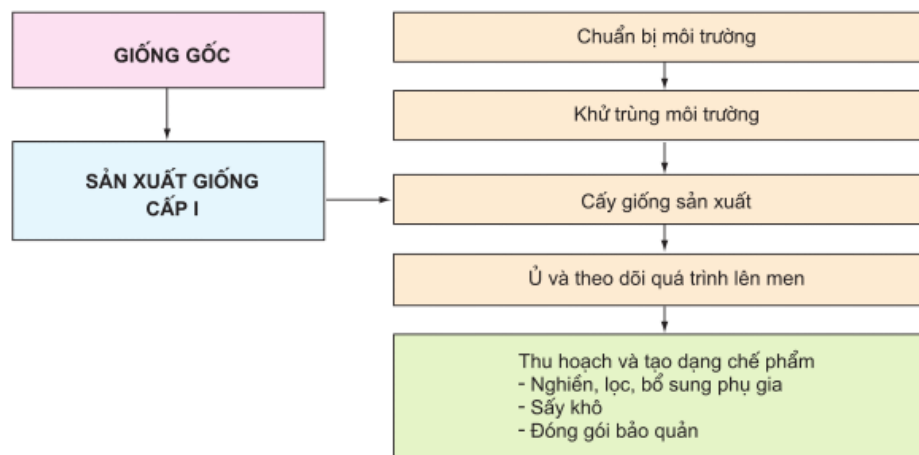 GIỐNG GỐC
SẢN XUẤT GIỐNG
CẤP I
Chuẩn bị môi trường
Khử trùng môi trường
Cấy giống sản xuất
Ủ và theo dõi quá trình lên men
Thu hoạch và tạo dạng chế phẩm
- Nghiền, lọc, bổ sung phụ gia
- Sấy khô
- Đóng gói bảo quản